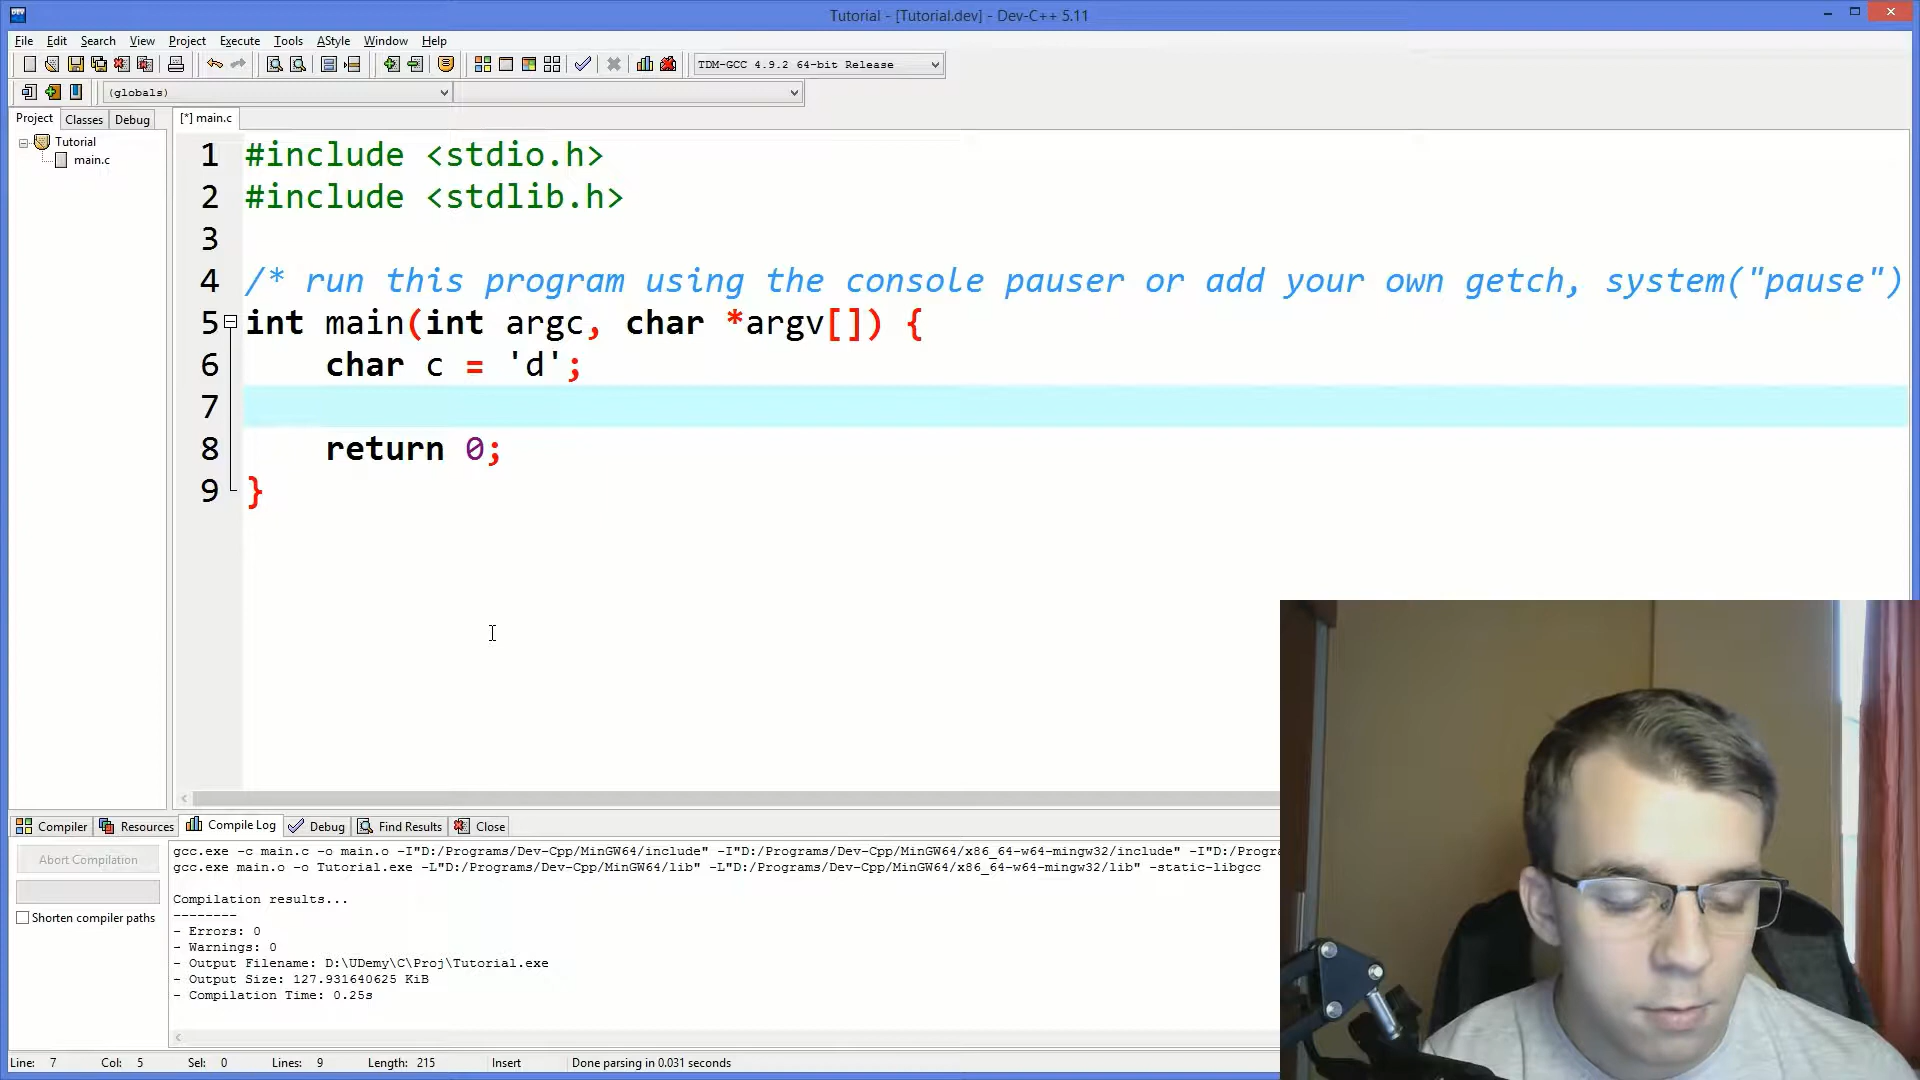 Tutorial - [Tutorial.dev] - Dev-C++ 5.11
File Edit Search View Project Execute Tools AStyle Window Help
TDM-GCC 4.9.2 64-bit Release
(globals)
Project Classes Debug
[*] main.c
Tutorial
main.c
1 #include <stdio.h>
2 #include <stdlib.h>
3
4 /* run this program using the console pauser or add your own getch, system("pause")
5 int main(int argc, char *argv[]) {
6 char c = 'd';
7
8 return 0;
9 }
Compiler Resources Compile Log Debug Find Results Close
Abort Compilation
Shorten compiler paths
gcc.exe -c main.c -o main.o -I"D:/Programs/Dev-Cpp/MinGW64/include" -I"D:/Programs/Dev-Cpp/MinGW64/x86_64-w64-mingw32/include" -I"D:/Progra
gcc.exe main.o -o Tutorial.exe -L"D:/Programs/Dev-Cpp/MinGW64/lib" -L"D:/Programs/Dev-Cpp/MinGW64/x86_64-w64-mingw32/lib" -static-libgcc
Compilation results...
--------
- Errors: 0
- Warnings: 0
- Output Filename: D:\UDemy\C\Proj\Tutorial.exe
- Output Size: 127.931640625 KiB
- Compilation Time: 0.25s
Line: 7 Col: 5 Sel: 0 Lines: 9 Length: 215 Insert Done parsing in 0.031 seconds